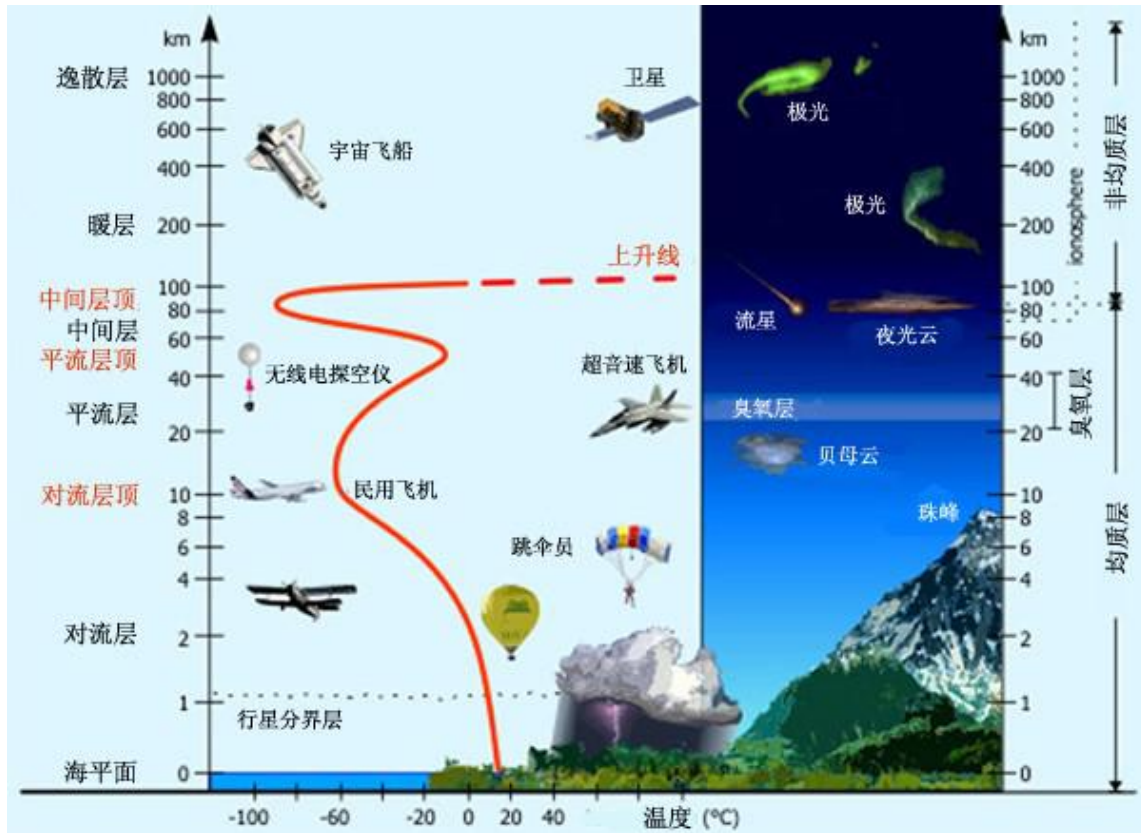 km
km
逸散层
1000
卫星
1000
800
极光
800
600
600
宇宙飞船
400
400
非均质层
极光
ionosphere
暖层
200
200
上升线
中间层顶
100
100
80
流星
80
中间层
夜光云
60
60
平流层顶
无线电探空仪
超音速飞机
40
40
臭氧层
平流层
臭氧层
20
20
贝母云
对流层顶
10
民用飞机
10
8
珠峰
8
均质层
6
跳伞员
6
4
4
对流层
2
2
1
1
行星分界层
海平面
0
0
-100
-60
-20
0
20
40
温度 (°C)